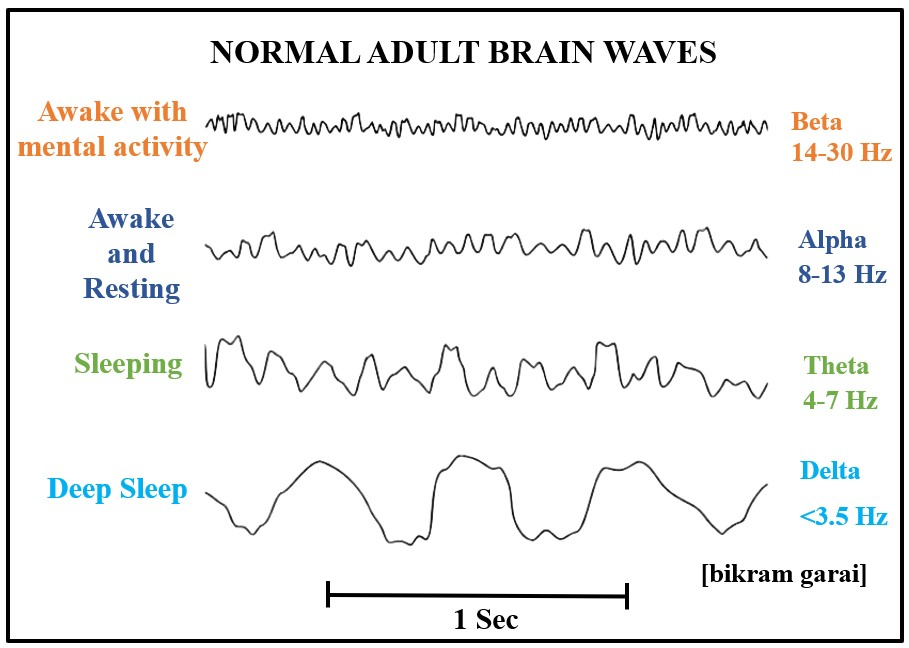 NORMAL ADULT BRAIN WAVES
Awake with
mental activity
Beta
14-30 Hz
Awake
and
Resting
Alpha
8-13 Hz
Sleeping
Theta
4-7 Hz
Deep Sleep
Delta
<3.5 Hz
[bikram garai]
1 Sec